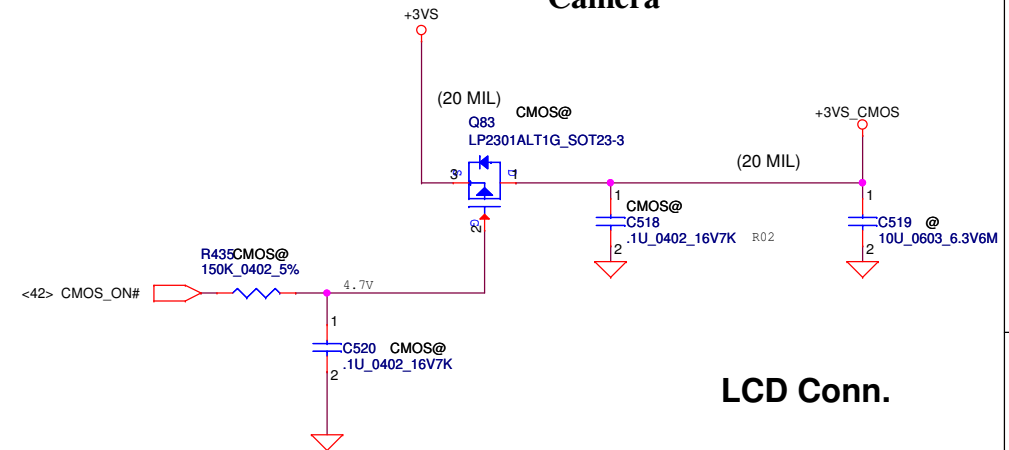 Camera
+3VS
(20 MIL)
CMOS@
Q83
LP2301ALT1G_SOT23-3
+3VS_CMOS
(20 MIL)
3
S
D
1
G
2
1
CMOS@
C518
.1U_0402_16V7K
R02
2
1
C519 @
10U_0603_6.3V6M
2
R435CMOS@
150K_0402_5%
<42> CMOS_ON#
4.7V
1
C520 CMOS@
.1U_0402_16V7K
2
LCD Conn.